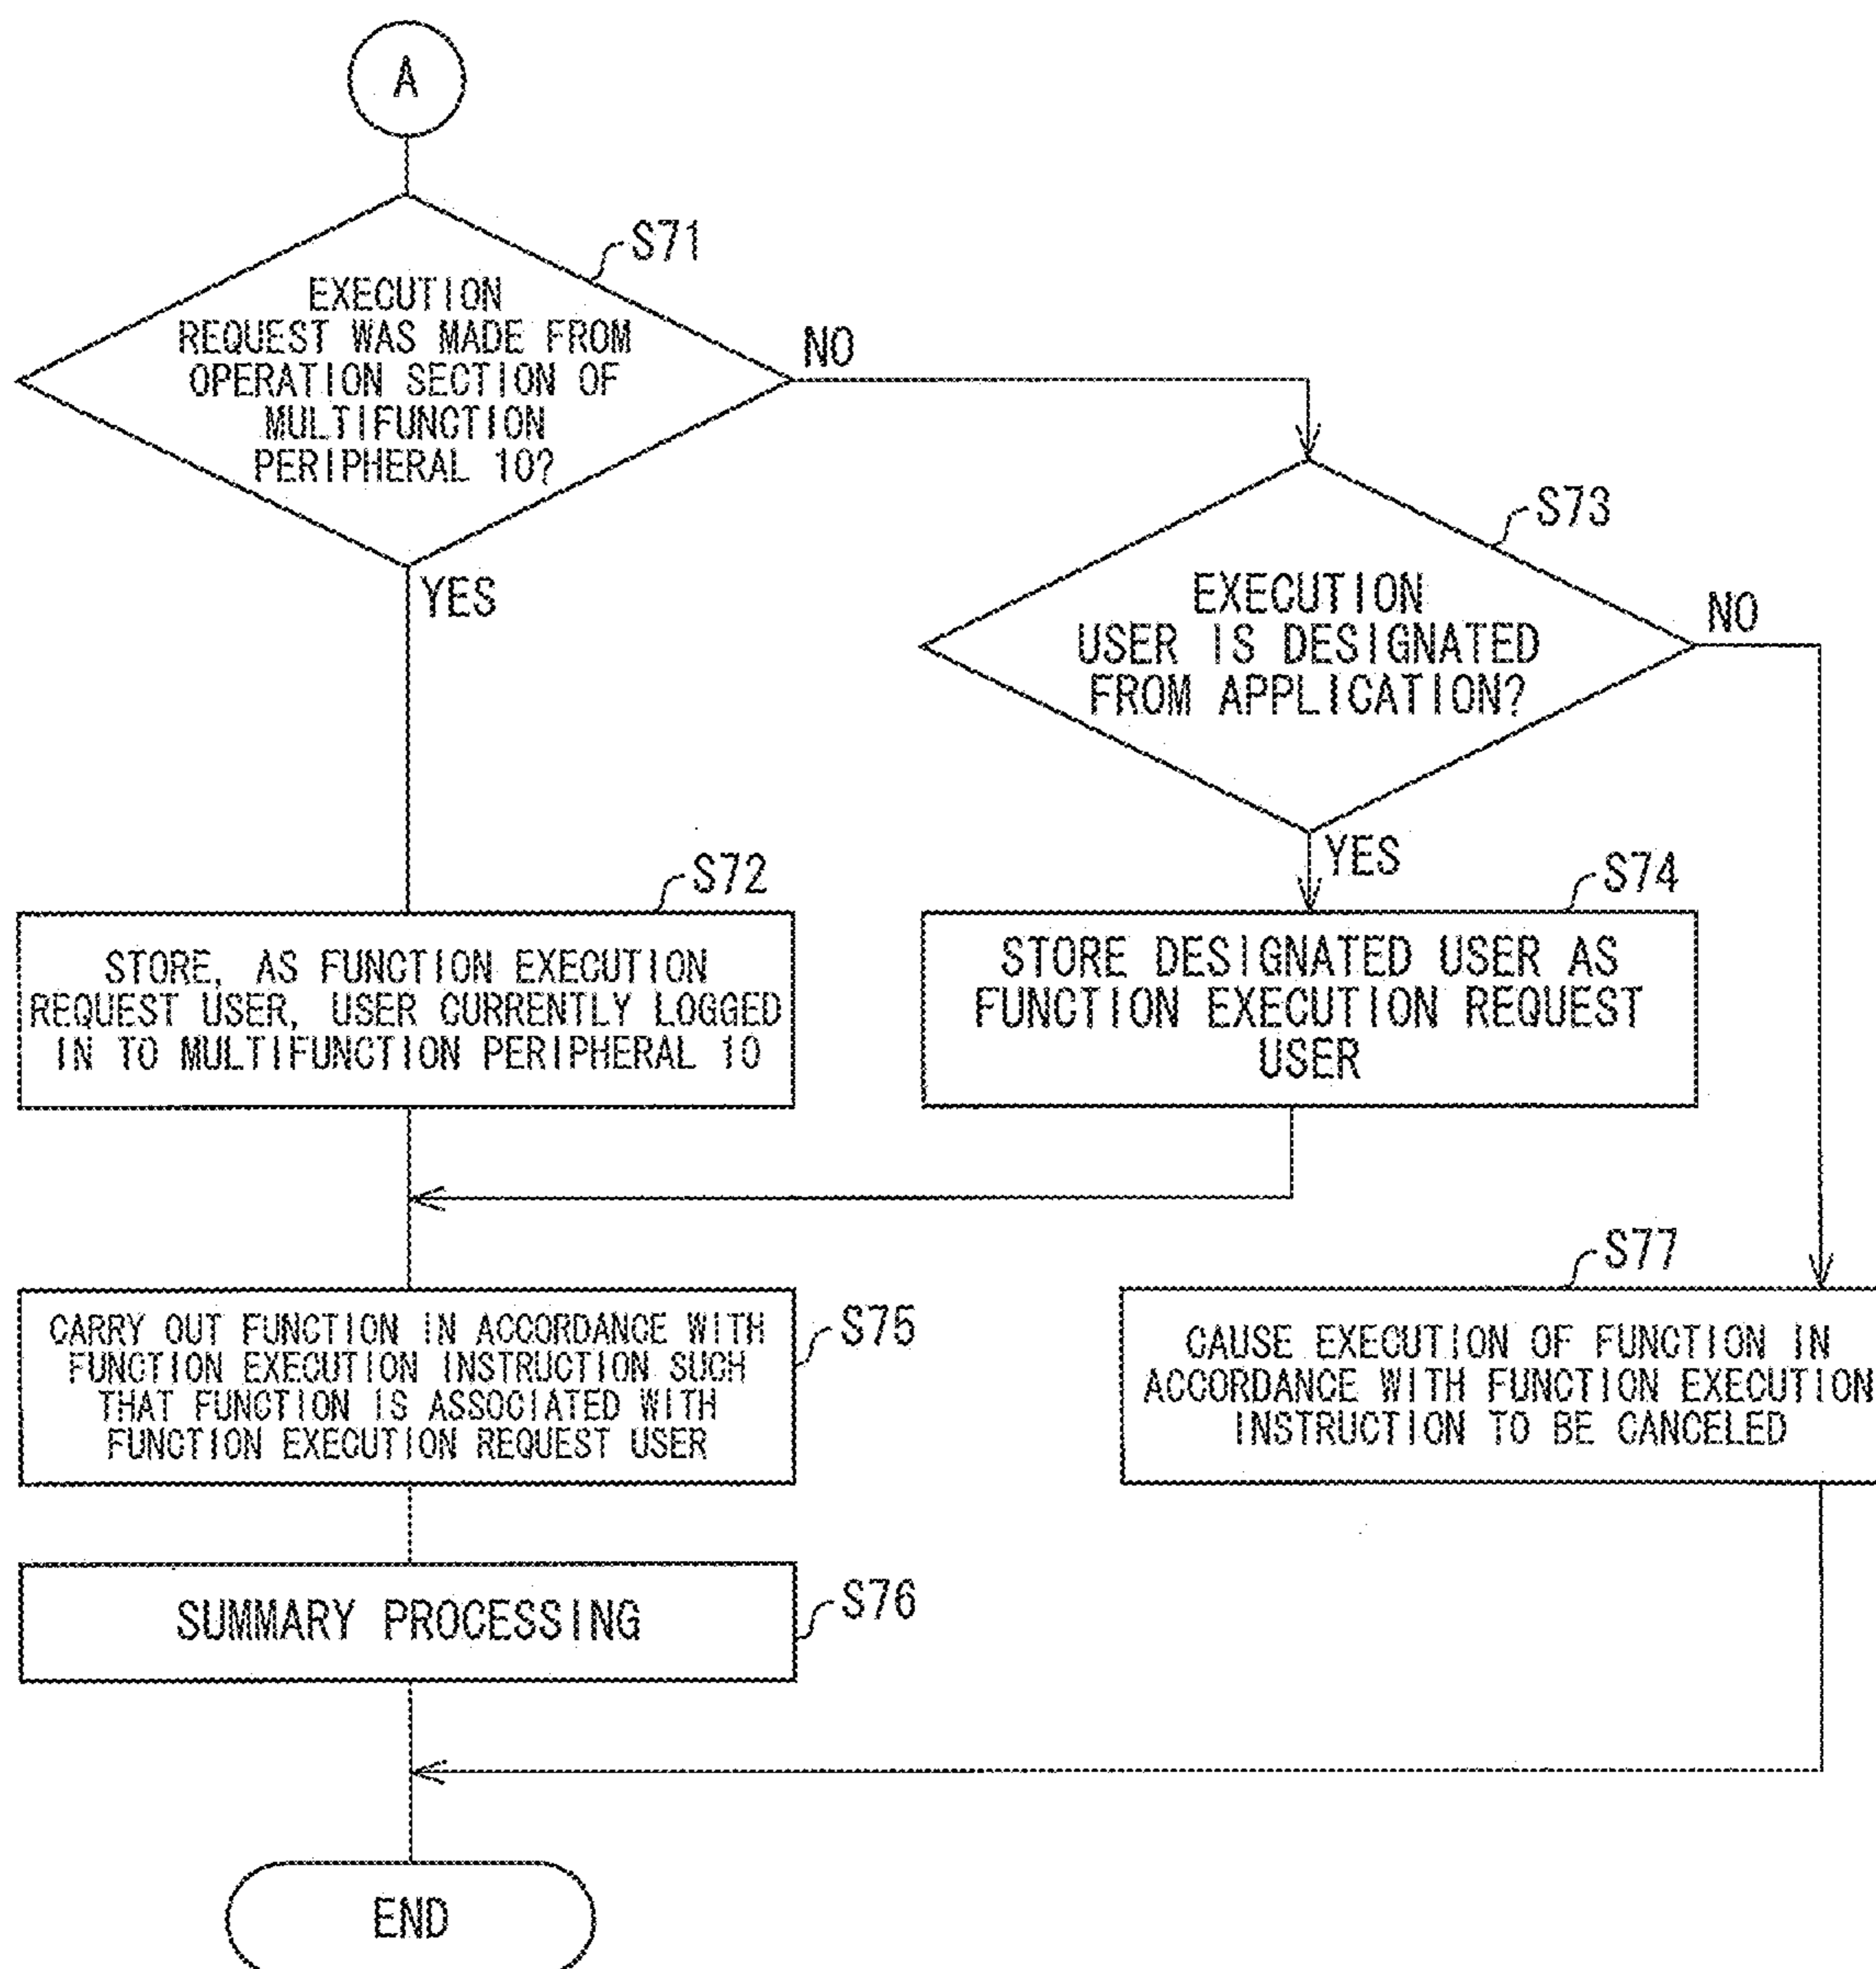 A
S71
EXECUTION
REQUEST WAS MADE FROM
OPERATION SECTION OF
MULTIFUNCTION
PERIPHERAL 10?
NO
YES
S73
EXECUTION
USER IS DESIGNATED
FROM APPLICATION?
NO
YES
S72
STORE, AS FUNCTION EXECUTION
REQUEST USER, USER CURRENTLY LOGGED
IN TO MULTIFUNCTION PERIPHERAL 10
S74
STORE DESIGNATED USER AS
FUNCTION EXECUTION REQUEST
USER
S75
CARRY OUT FUNCTION IN ACCORDANCE WITH
FUNCTION EXECUTION INSTRUCTION SUCH
THAT FUNCTION IS ASSOCIATED WITH
FUNCTION EXECUTION REQUEST USER
S77
CAUSE EXECUTION OF FUNCTION IN
ACCORDANCE WITH FUNCTION EXECUTION
INSTRUCTION TO BE CANCELED
S76
SUMMARY PROCESSING
END